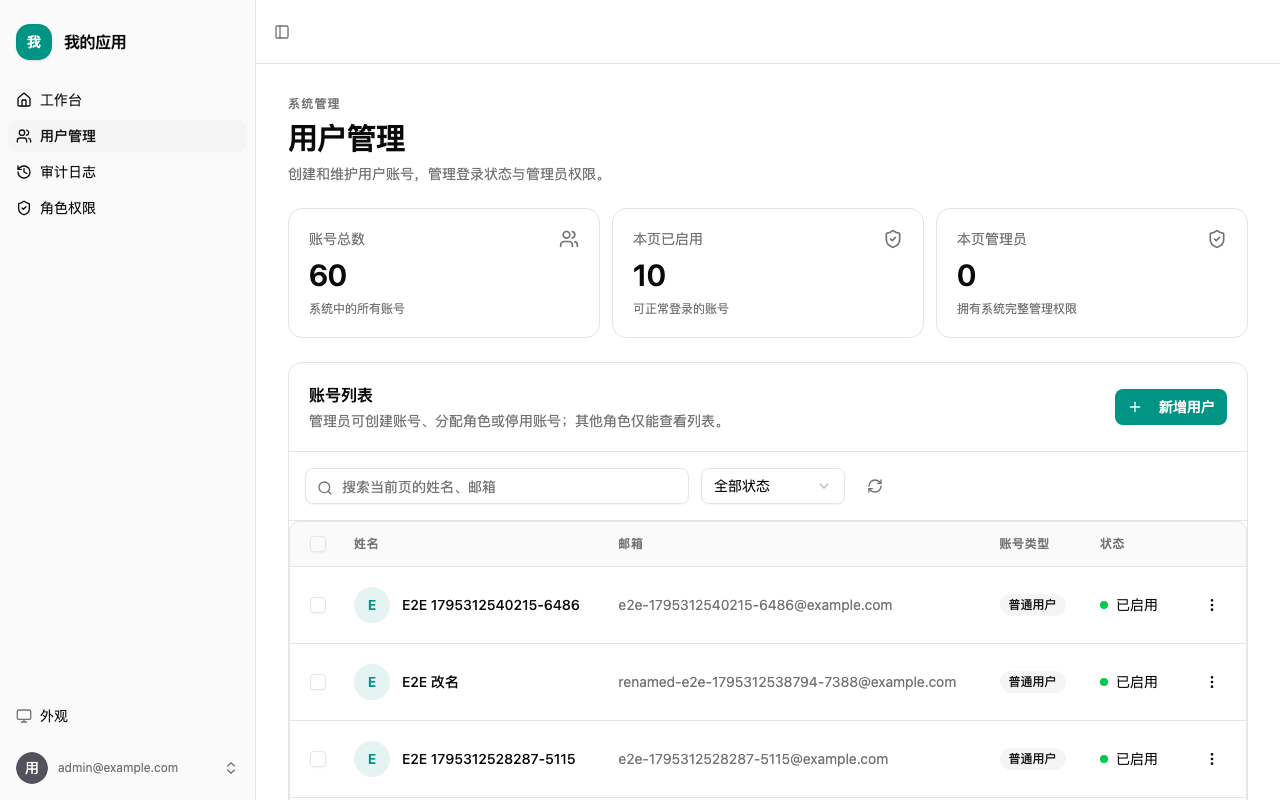 我 我的应用
工作台
用户管理
审计日志
角色权限
外观
用 admin@example.com
系统管理
用户管理
创建和维护用户账号，管理登录状态与管理员权限。
账号总数
60
系统中的所有账号
本页已启用
10
可正常登录的账号
本页管理员
0
拥有系统完整管理权限
账号列表
管理员可创建账号、分配角色或停用账号；其他角色仅能查看列表。
新增用户
搜索当前页的姓名、邮箱 全部状态
姓名 邮箱 账号类型 状态
E E2E 1795312540215-6486 e2e-1795312540215-6486@example.com 普通用户 已启用
E E2E 改名 renamed-e2e-1795312538794-7388@example.com 普通用户 已启用
E E2E 1795312528287-5115 e2e-1795312528287-5115@example.com 普通用户 已启用